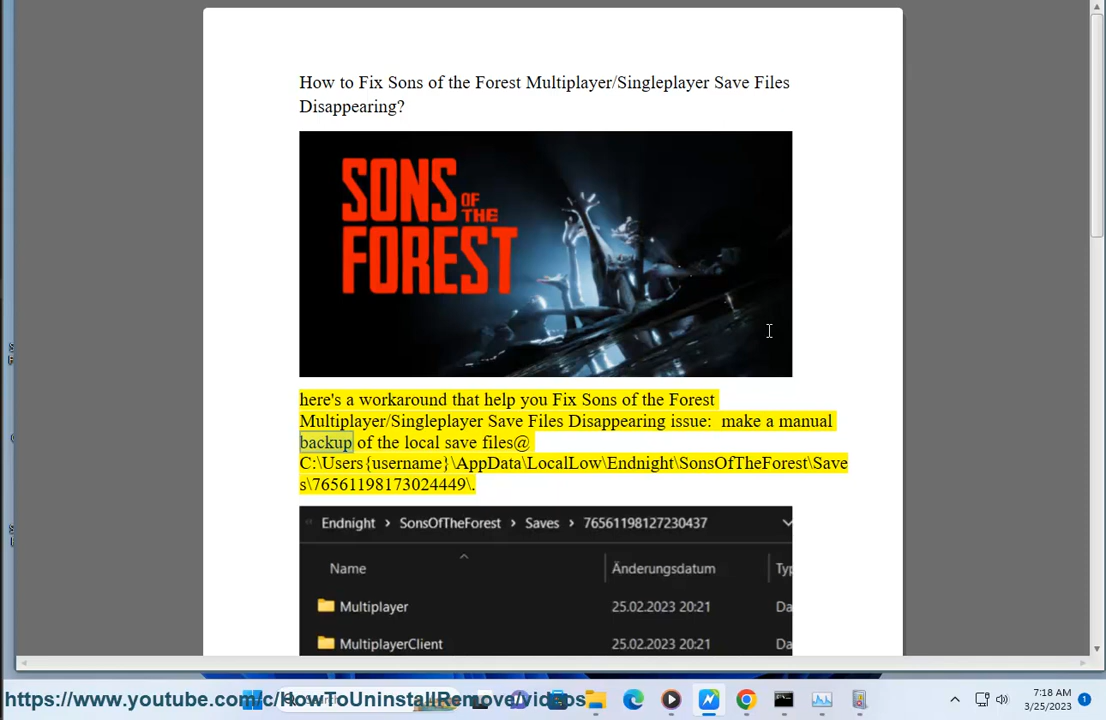 How to Fix Sons of the Forest Multiplayer/Singleplayer Save Files
Disappearing?
SONS
OF
THE
FOREST
here's a workaround that help you Fix Sons of the Forest
Multiplayer/Singleplayer Save Files Disappearing issue:  make a manual
backup of the local save files@
C:\Users{username}\AppData\LocalLow\Endnight\SonsOfTheForest\Save
s\76561198173024449\.
Endnight › SonsOfTheForest › Saves › 76561198127230437
Name Änderungsdatum Typ
Multiplayer 25.02.2023 20:21 Da
MultiplayerClient 25.02.2023 20:21 Da
https://www.youtube.com/c/HowToUninstallRemove/videos
7:18 AM
3/25/2023
1